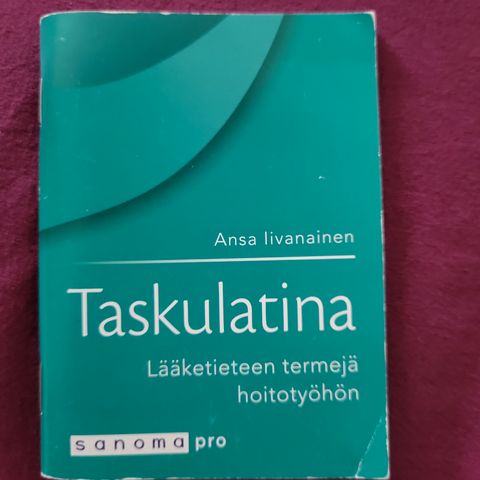 Ansa Iivanainen
Taskulatina
Lääketieteen termejä
hoitotyöhön
sanoma pro